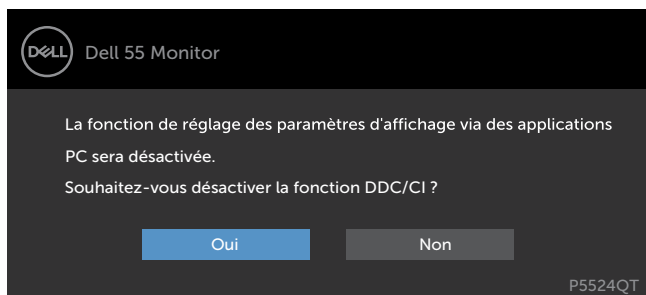 DELL
Dell 55 Monitor
La fonction de réglage des paramètres d'affichage via des applications
PC sera désactivée.
Souhaitez-vous désactiver la fonction DDC/CI ?
Oui
Non
P5524QT